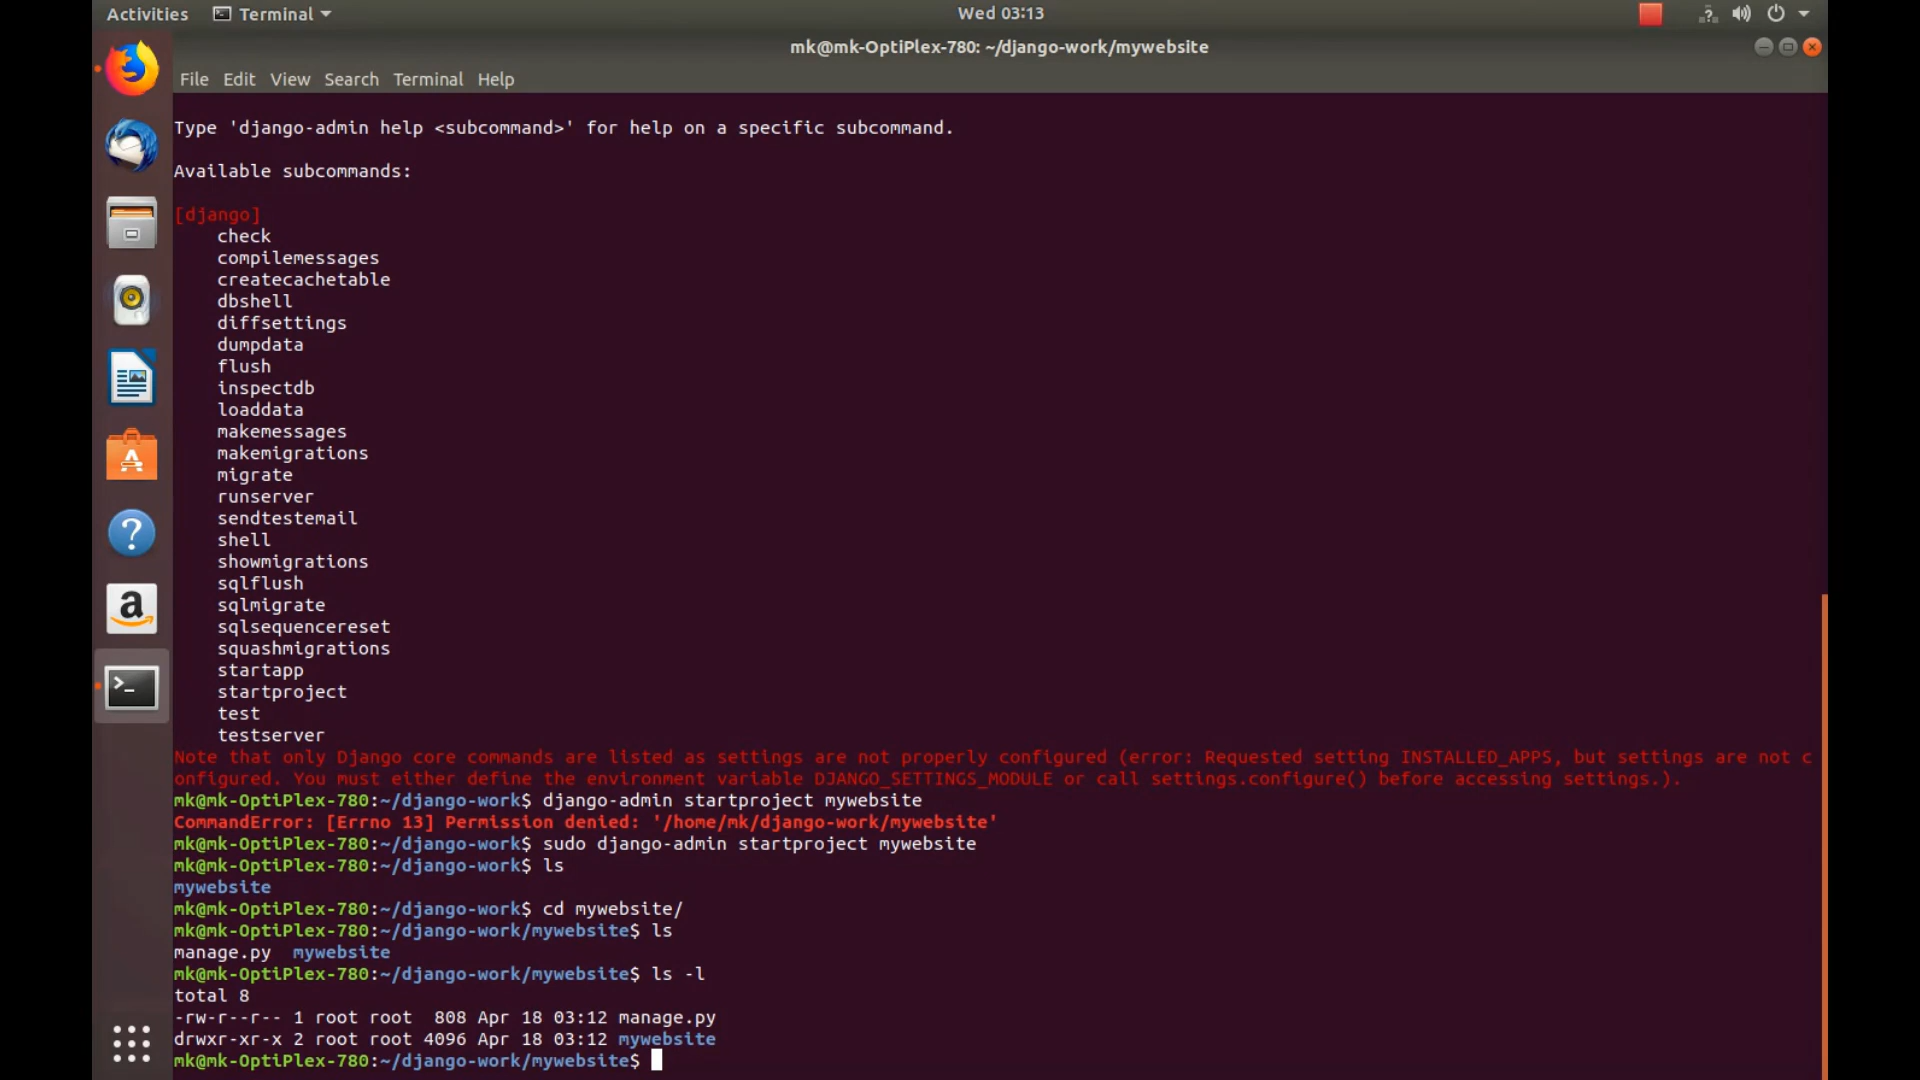 Activities Terminal Wed 03:13
mk@mk-OptiPlex-780: ~/django-work/mywebsite
File Edit View Search Terminal Help
Type 'django-admin help <subcommand>' for help on a specific subcommand.
Available subcommands:
[django]
check
compilemessages
createcachetable
dbshell
diffsettings
dumpdata
flush
inspectdb
loaddata
makemessages
makemigrations
migrate
runserver
sendtestemail
shell
showmigrations
sqlflush
sqlmigrate
sqlsequencereset
squashmigrations
startapp
startproject
test
testserver
Note that only Django core commands are listed as settings are not properly configured (error: Requested setting INSTALLED_APPS, but settings are not c
onfigured. You must either define the environment variable DJANGO_SETTINGS_MODULE or call settings.configure() before accessing settings.).
mk@mk-OptiPlex-780:~/django-work$ django-admin startproject mywebsite
CommandError: [Errno 13] Permission denied: '/home/mk/django-work/mywebsite'
mk@mk-OptiPlex-780:~/django-work$ sudo django-admin startproject mywebsite
mk@mk-OptiPlex-780:~/django-work$ ls
mywebsite
mk@mk-OptiPlex-780:~/django-work$ cd mywebsite/
mk@mk-OptiPlex-780:~/django-work/mywebsite$ ls
manage.py  mywebsite
mk@mk-OptiPlex-780:~/django-work/mywebsite$ ls -l
total 8
-rw-r--r-- 1 root root  808 Apr 18 03:12 manage.py
drwxr-xr-x 2 root root 4096 Apr 18 03:12 mywebsite
mk@mk-OptiPlex-780:~/django-work/mywebsite$